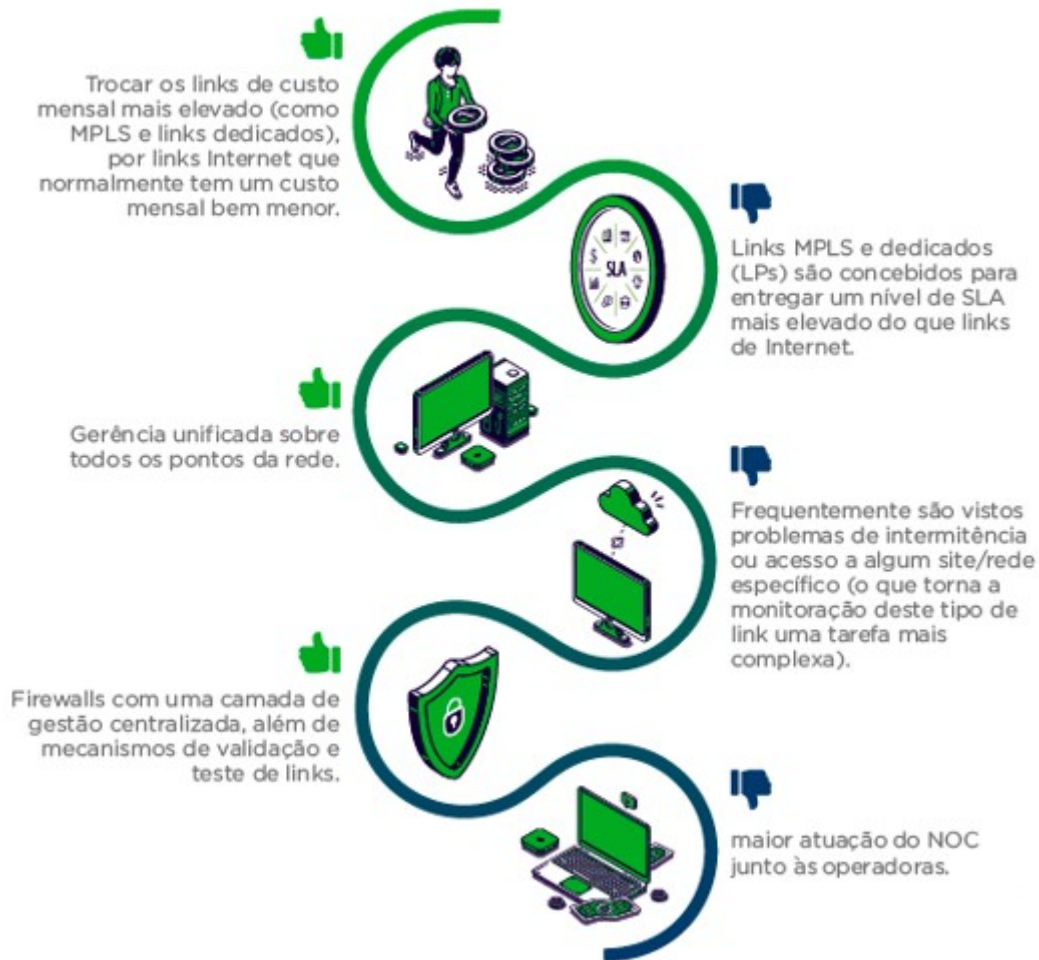 Trocar os links de custo
mensal mais elevado (como
MPLS e links dedicados),
por links Internet que
normalmente tem um custo
mensal bem menor.
SLA
Links MPLS e dedicados
(LPs) são concebidos para
entregar um nível de SLA
mais elevado do que links
de Internet.
Gerência unificada sobre
todos os pontos da rede.
Frequentemente são vistos
problemas de intermitência
ou acesso a algum site/rede
específico (o que torna a
monitoração deste tipo de
link uma tarefa mais
complexa).
Firewalls com uma camada de
gestão centralizada, além de
mecanismos de validação e
teste de links.
maior atuação do NOC
junto às operadoras.